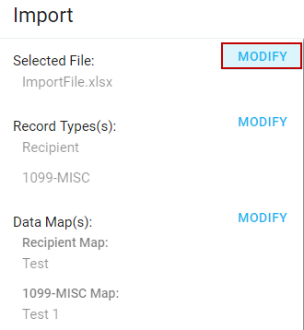 Import
Selected File: MODIFY
ImportFile.xlsx
Record Types(s): MODIFY
Recipient
1099-MISC
Data Map(s): MODIFY
Recipient Map:
Test
1099-MISC Map:
Test 1